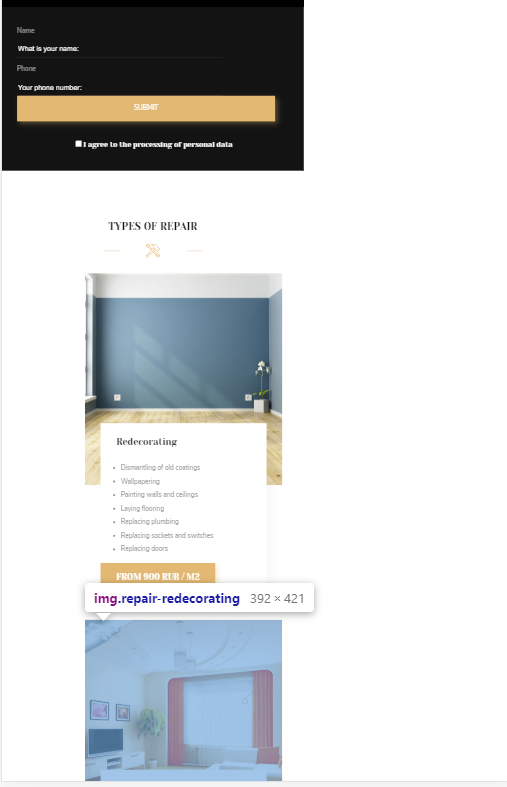 Name
What is your name:
Phone
Your phone number:
SUBMIT
I agree to the processing of personal data
TYPES OF REPAIR
Redecorating
Dismantling of old coatings
Wallpapering
Painting walls and ceilings
Laying flooring
Replacing plumbing
Replacing sockets and switches
Replacing doors
FROM 900 RUB / M2
img.repair-redecorating 392 × 421